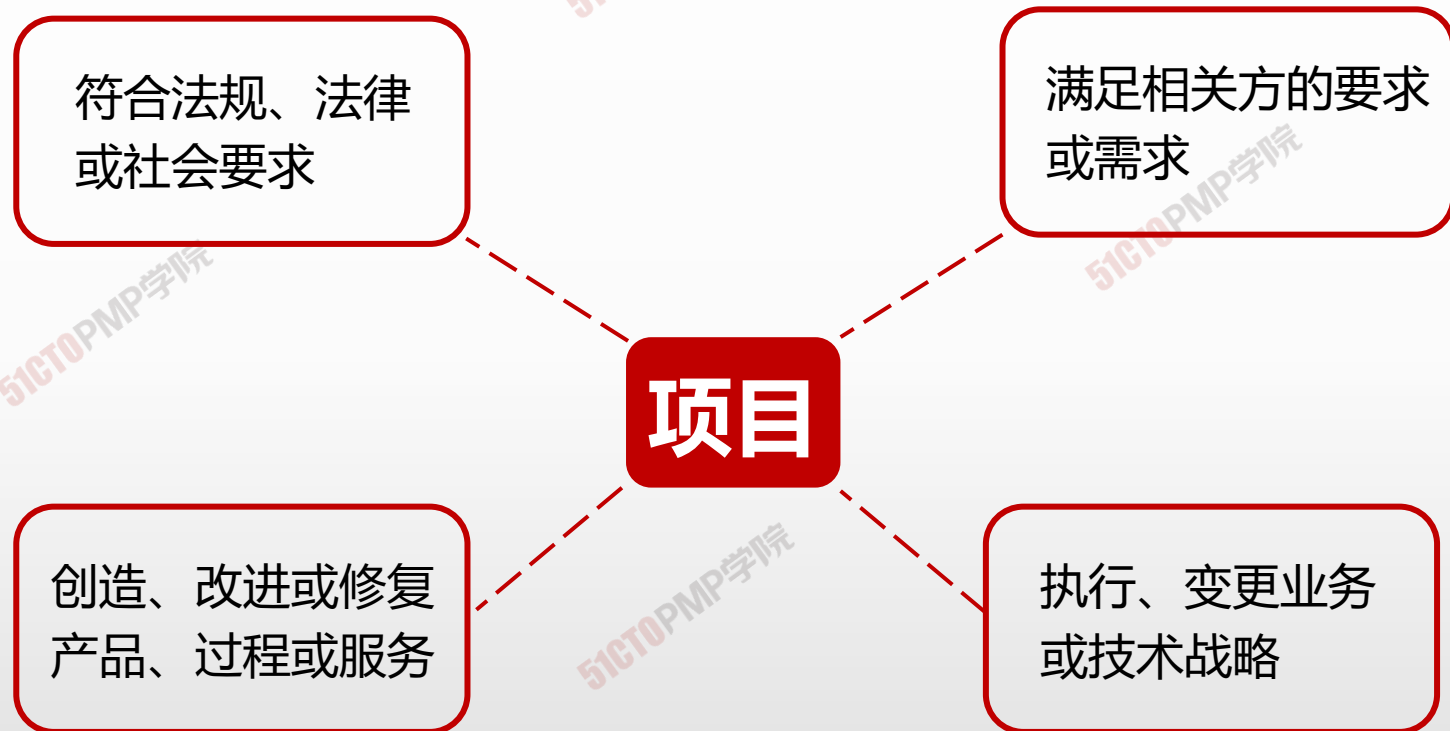 符合法规、法律
或社会要求
满足相关方的要求
或需求
51CTOPMP学院
51CTOPMP学院
项目
创造、改进或修复
产品、过程或服务
执行、变更业务
或技术战略
51CTOPMP学院